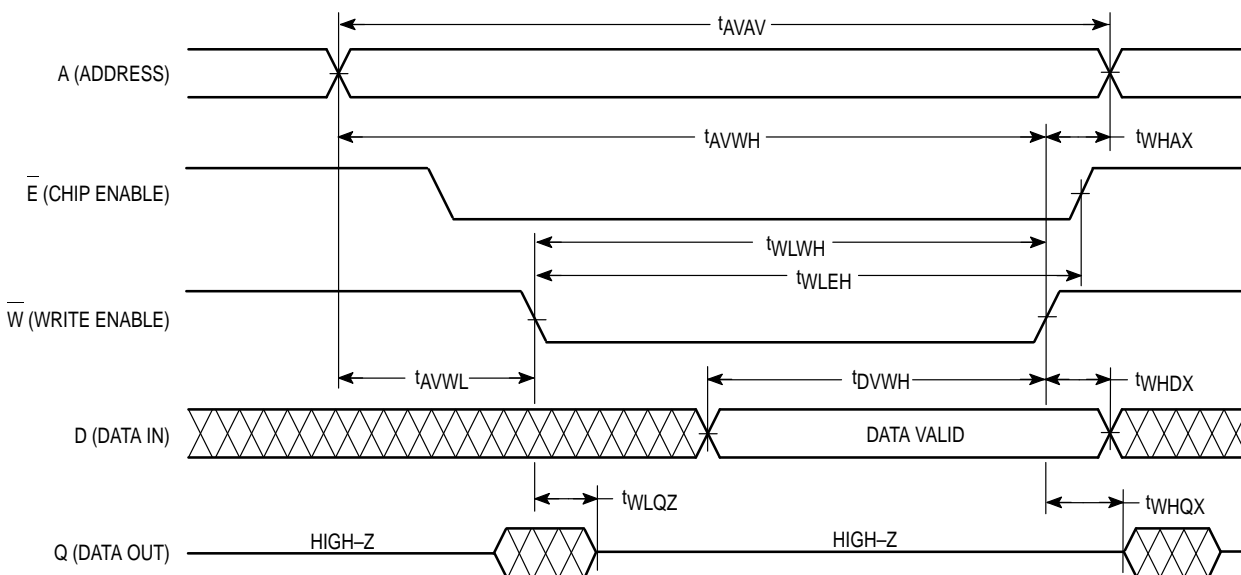 tAVAV
A (ADDRESS)
tAVWH
tWHAX
E (CHIP ENABLE)
tWLWH
tWLEH
W (WRITE ENABLE)
tAVWL
tDVWH
tWHDX
D (DATA IN)
DATA VALID
tWLQZ
tWHQX
Q (DATA OUT)
HIGH–Z
HIGH–Z